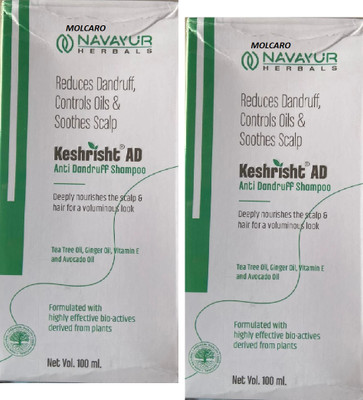 MOLCARO
NAVAYUR
HERBALS
Reduces Dandruff,
Controls Oils &
Soothes Scalp
Keshrisht® AD
Anti Dandruff Shampoo
Deeply nourishes the scalp &
hair for a voluminous look
Tea Tree Oil, Ginger Oil, Vitamin E
and Avocado Oil
Formulated with
highly effective bio-actives
derived from plants
Net Vol. 100 ml.
MOLCARO
NAVAYUR
HERBALS
Reduces Dandruff,
Controls Oils &
Soothes Scalp
Keshrisht® AD
Anti Dandruff Shampoo
Deeply nourishes the scalp &
hair for a voluminous look
Tea Tree Oil, Ginger Oil, Vitamin E
and Avocado Oil
Formulated with
highly effective bio-actives
derived from plants
Net Vol. 100 ml.